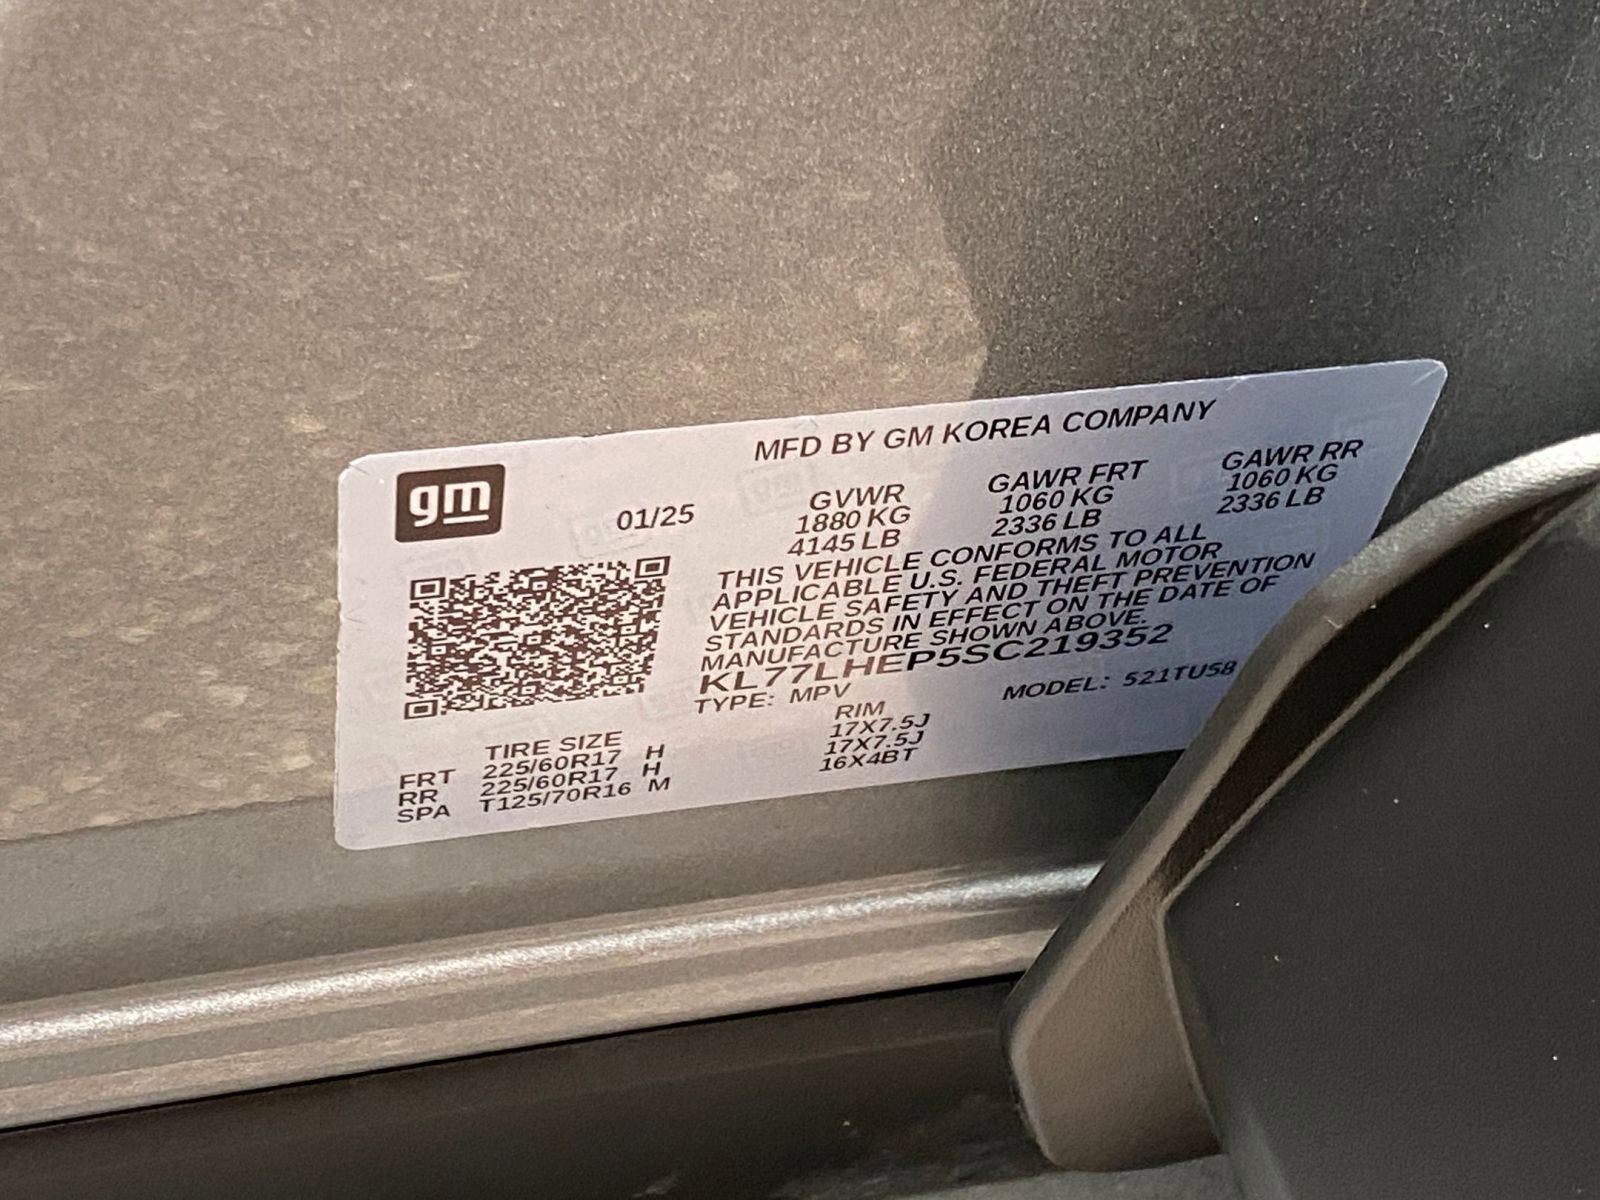 MFD BY GM KOREA COMPANY
gm
01/25
GVWR GAWR FRT GAWR RR
1880 KG 1060 KG 1060 KG
4145 LB 2336 LB 2336 LB
THIS VEHICLE CONFORMS TO ALL
APPLICABLE U.S. FEDERAL MOTOR
VEHICLE SAFETY AND THEFT PREVENTION
STANDARDS IN EFFECT ON THE DATE OF
MANUFACTURE SHOWN ABOVE.
KL77LHEP5SC219352
TYPE: MPV MODEL: 521TU58
TIRE SIZE RIM
FRT 225/60R17 H 17X7.5J
RR 225/60R17 H 17X7.5J
SPA T125/70R16 M 16X4BT